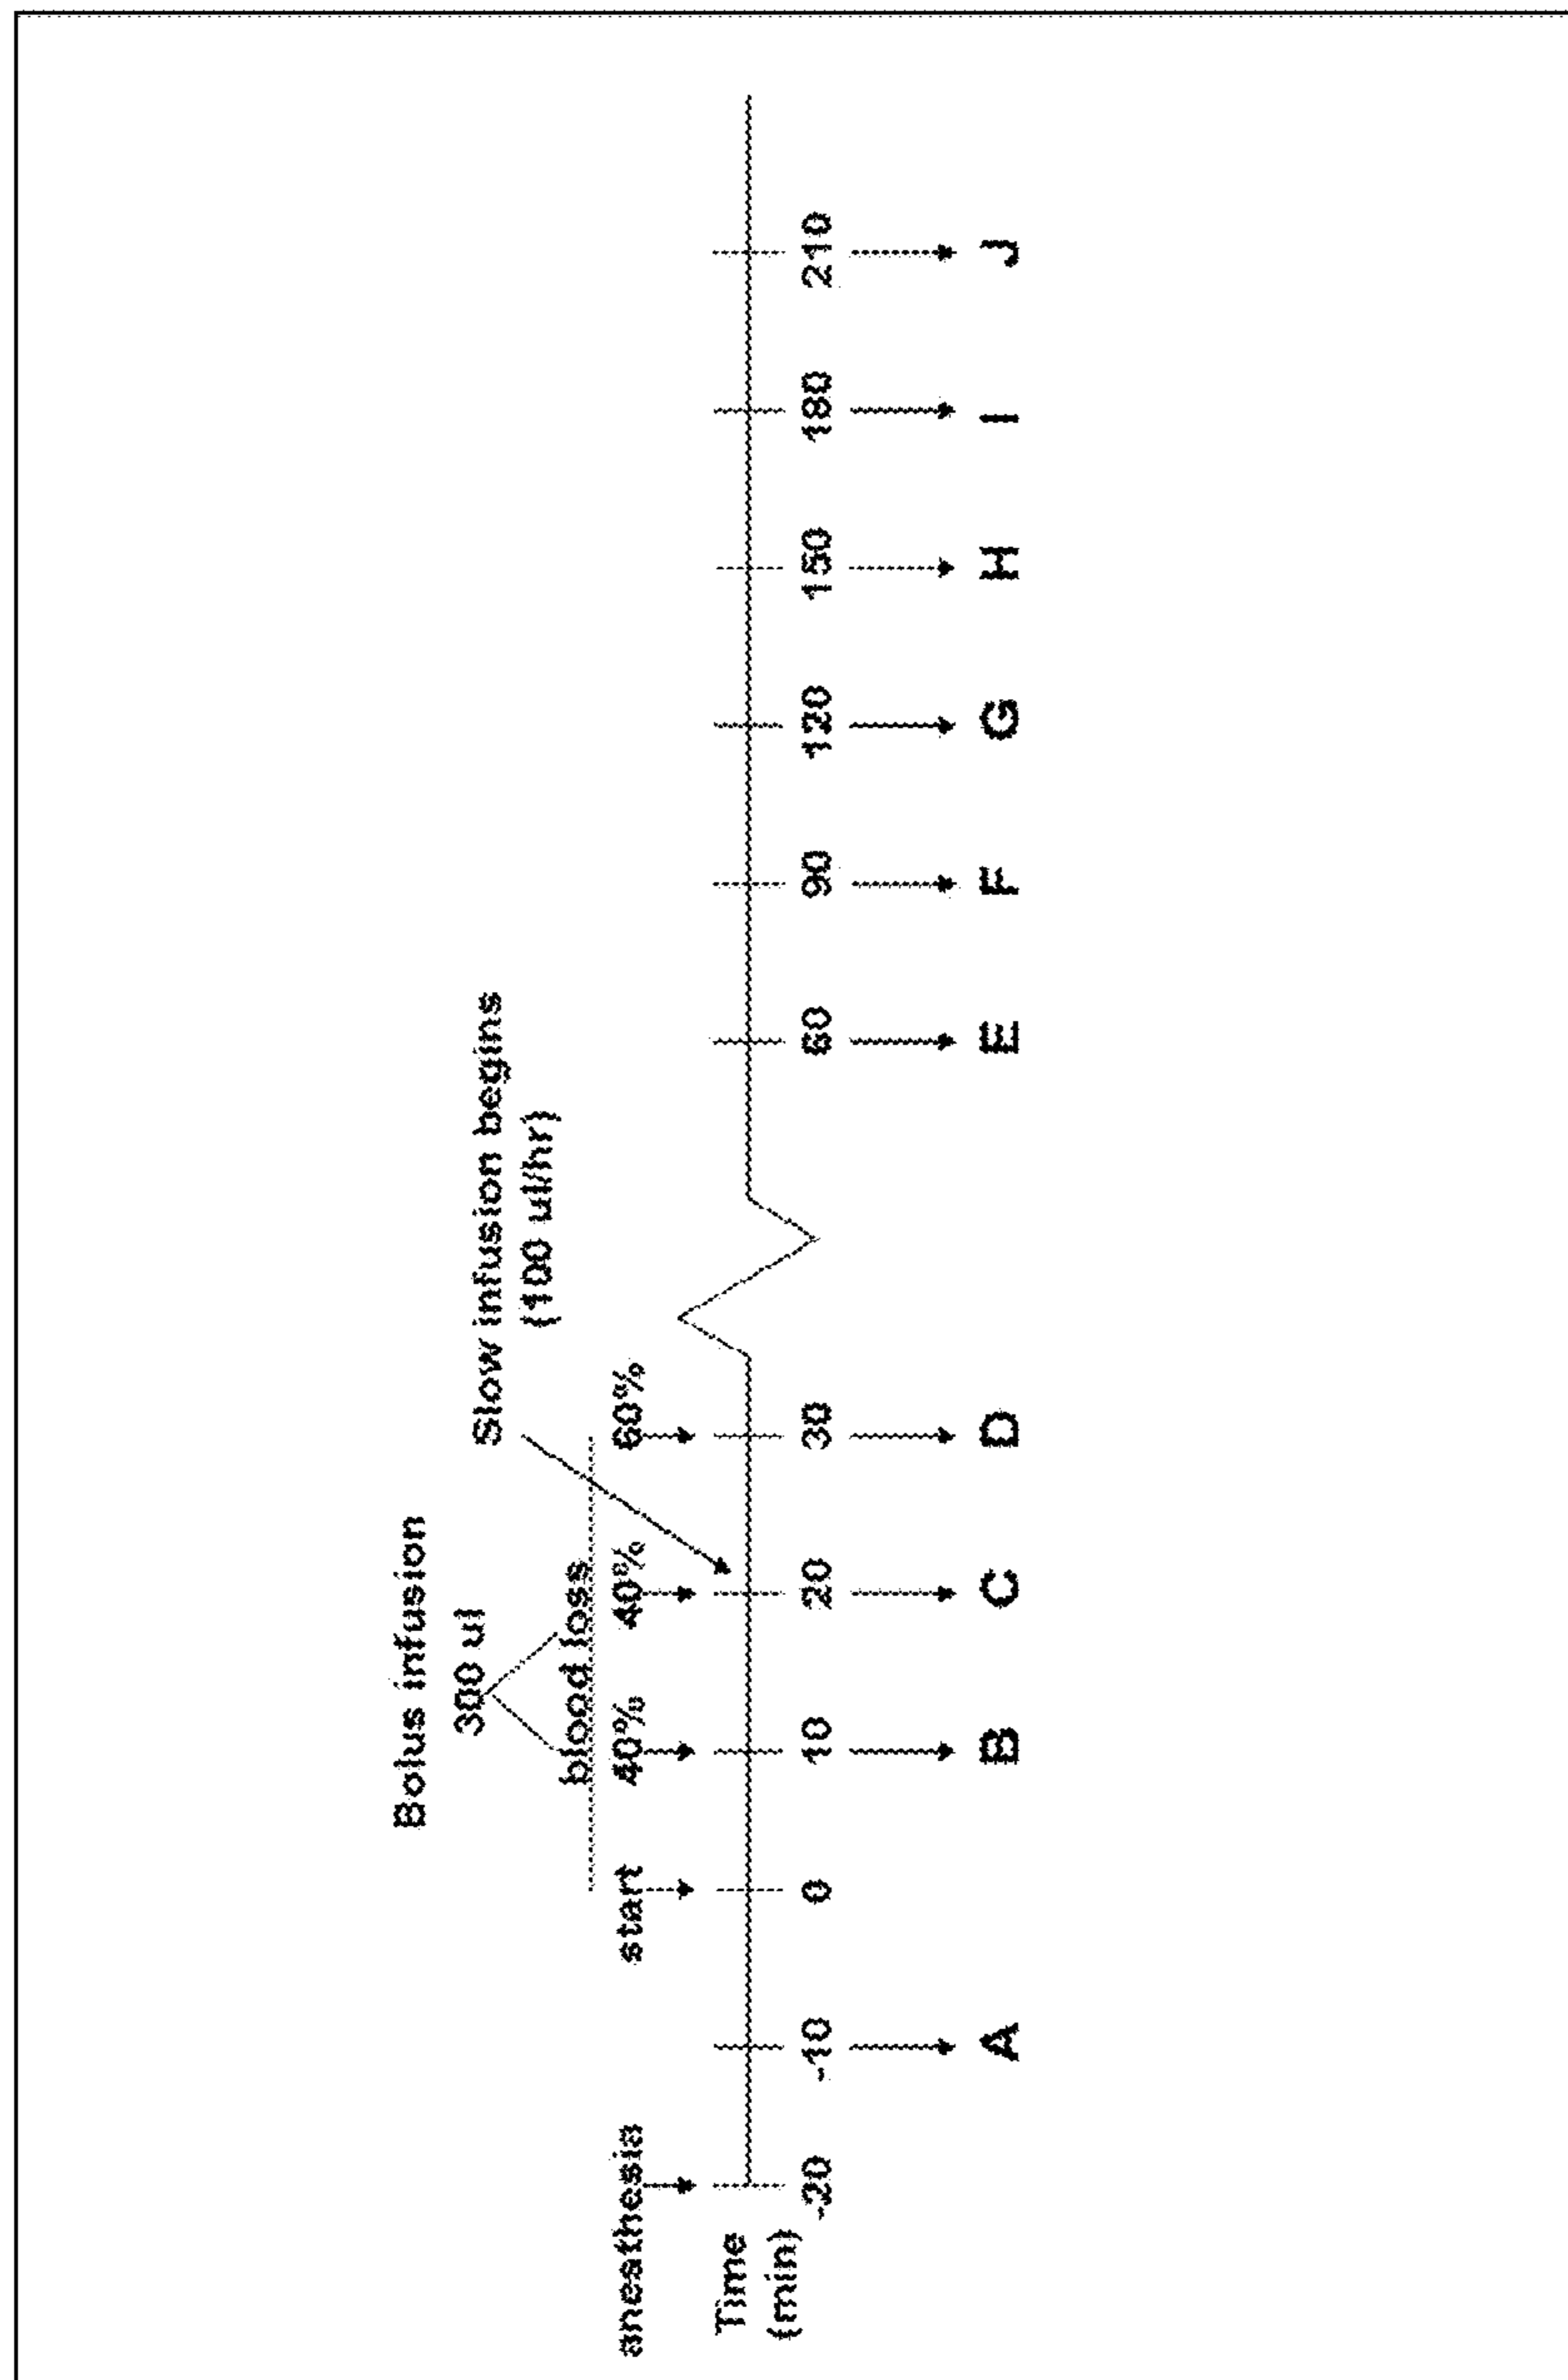 Bolus infusion
300 ul
Slow infusion begins
(100 ul/hr)
blood loss
anesthesia
start
40%
40%
60%
Time
(min)
-20
-10
0
10
20
30
60
90
120
150
180
210
A
B
C
D
E
F
G
H
I
J